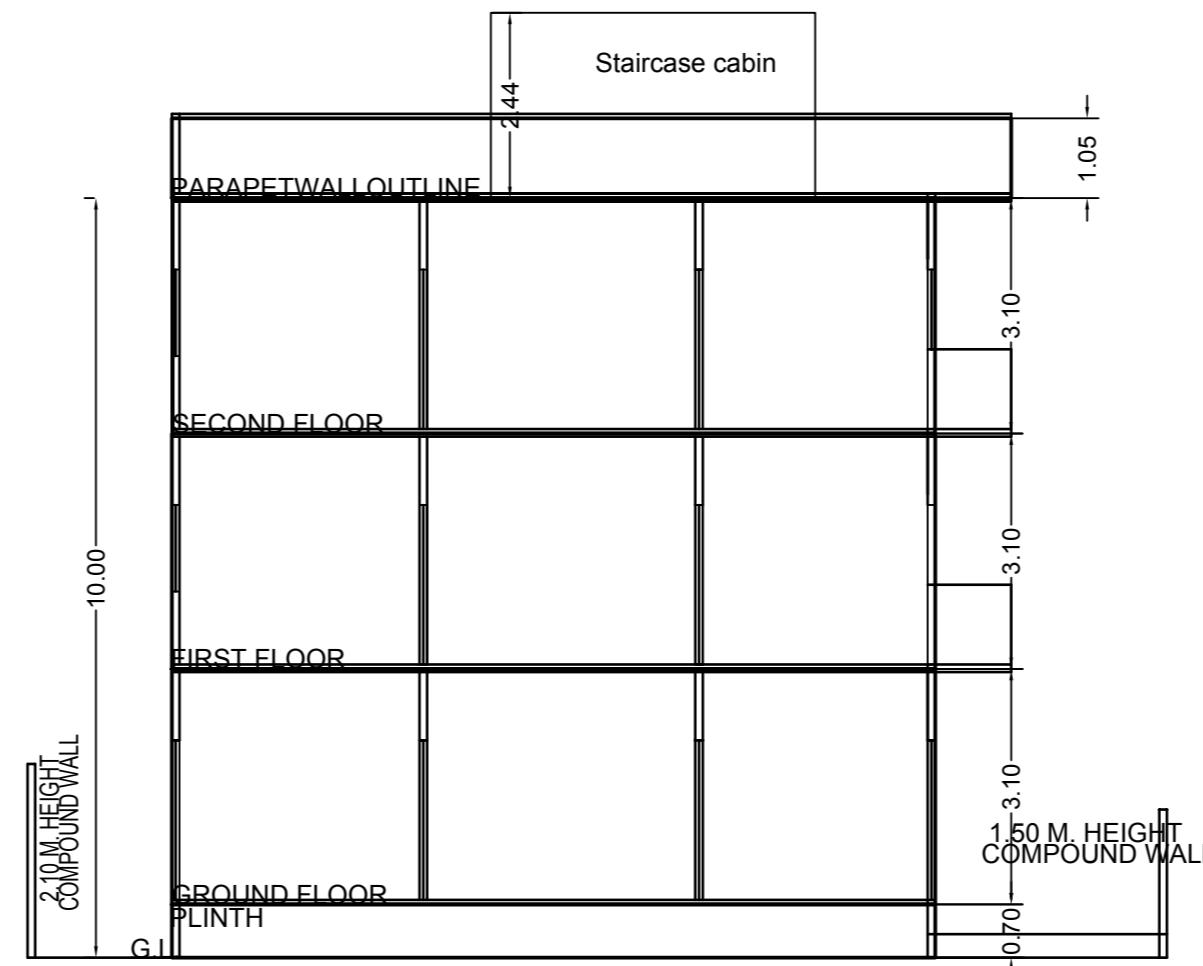 Staircase cabin
2.44
1.05
PARAPETWALLOUTLINE
3.10
SECOND FLOOR
10.00
3.10
FIRST FLOOR
2.10 M. HEIGHT
COMPOUND WALL
3.10
1.50 M. HEIGHT
COMPOUND WALL
GROUND FLOOR
PLINTH
0.70
G.L